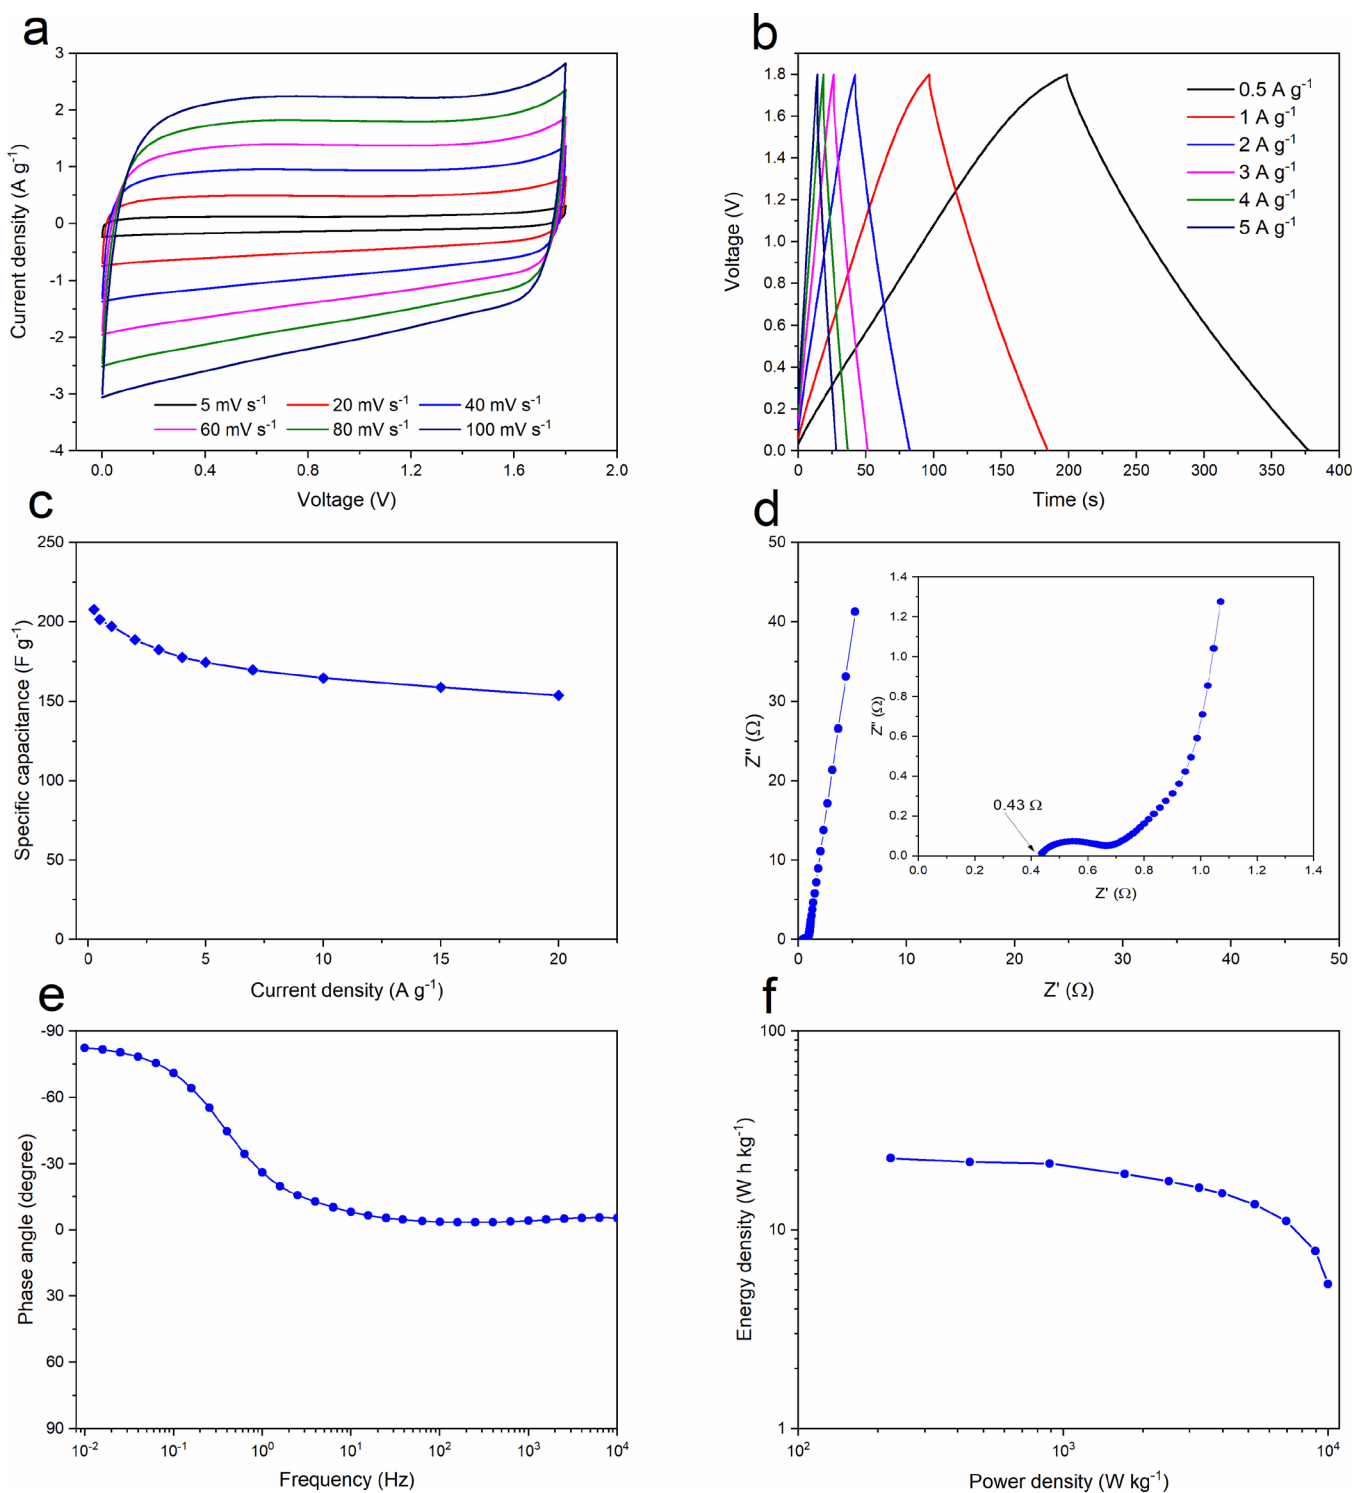 a
3
2
1
0
-1
-2
-3
-4
Current density (A g⁻¹)
5 mV s⁻¹ 20 mV s⁻¹ 40 mV s⁻¹
60 mV s⁻¹ 80 mV s⁻¹ 100 mV s⁻¹
0.0 0.4 0.8 1.2 1.6 2.0
Voltage (V)
b
1.8
1.6
1.4
1.2
1.0
0.8
0.6
0.4
0.2
0.0
Voltage (V)
0.5 A g⁻¹
1 A g⁻¹
2 A g⁻¹
3 A g⁻¹
4 A g⁻¹
5 A g⁻¹
0 50 100 150 200 250 300 350 400
Time (s)
c
250
200
150
100
50
0
Specific capacitance (F g⁻¹)
0 5 10 15 20
Current density (A g⁻¹)
d
50
40
30
20
10
0
Z'' (Ω)
1.4
1.2
1.0
0.8
0.6
0.4
0.2
0.0
Z'' (Ω)
0.43 Ω
0.0 0.2 0.4 0.6 0.8 1.0 1.2 1.4
Z' (Ω)
0 10 20 30 40 50
Z' (Ω)
e
-90
-60
-30
0
30
60
90
Phase angle (degree)
10⁻² 10⁻¹ 10⁰ 10¹ 10² 10³ 10⁴
Frequency (Hz)
f
100
10
1
Energy density (W h kg⁻¹)
10² 10³ 10⁴
Power density (W kg⁻¹)